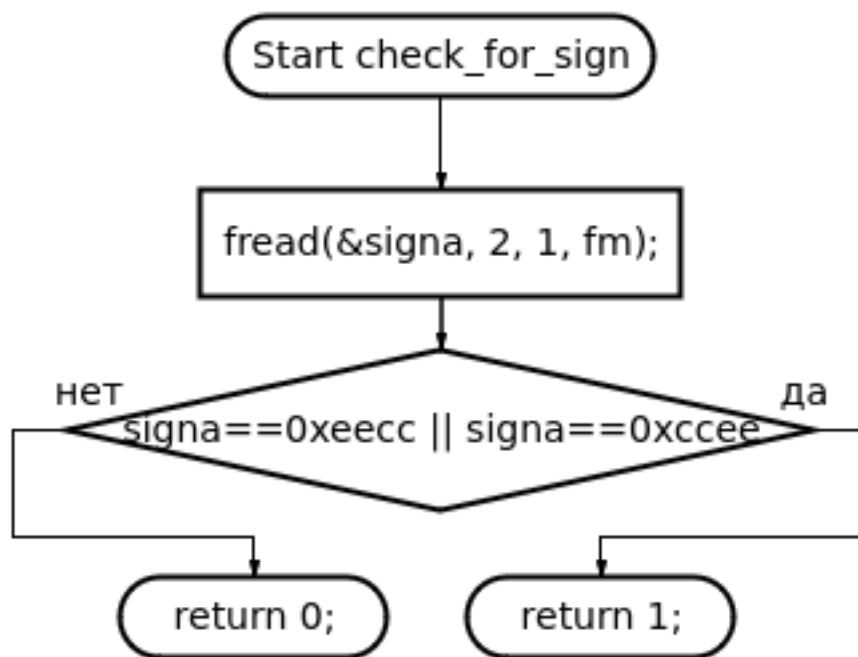 Start check_for_sign
fread(&signa, 2, 1, fm);
нет
да
signa==0xeecc || signa==0xccee
return 0;
return 1;